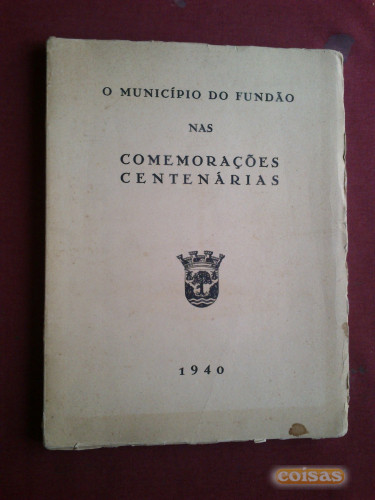 O MUNICÍPIO DO FUNDÃO
NAS
COMEMORAÇÕES
CENTENÁRIAS
1940
coisas